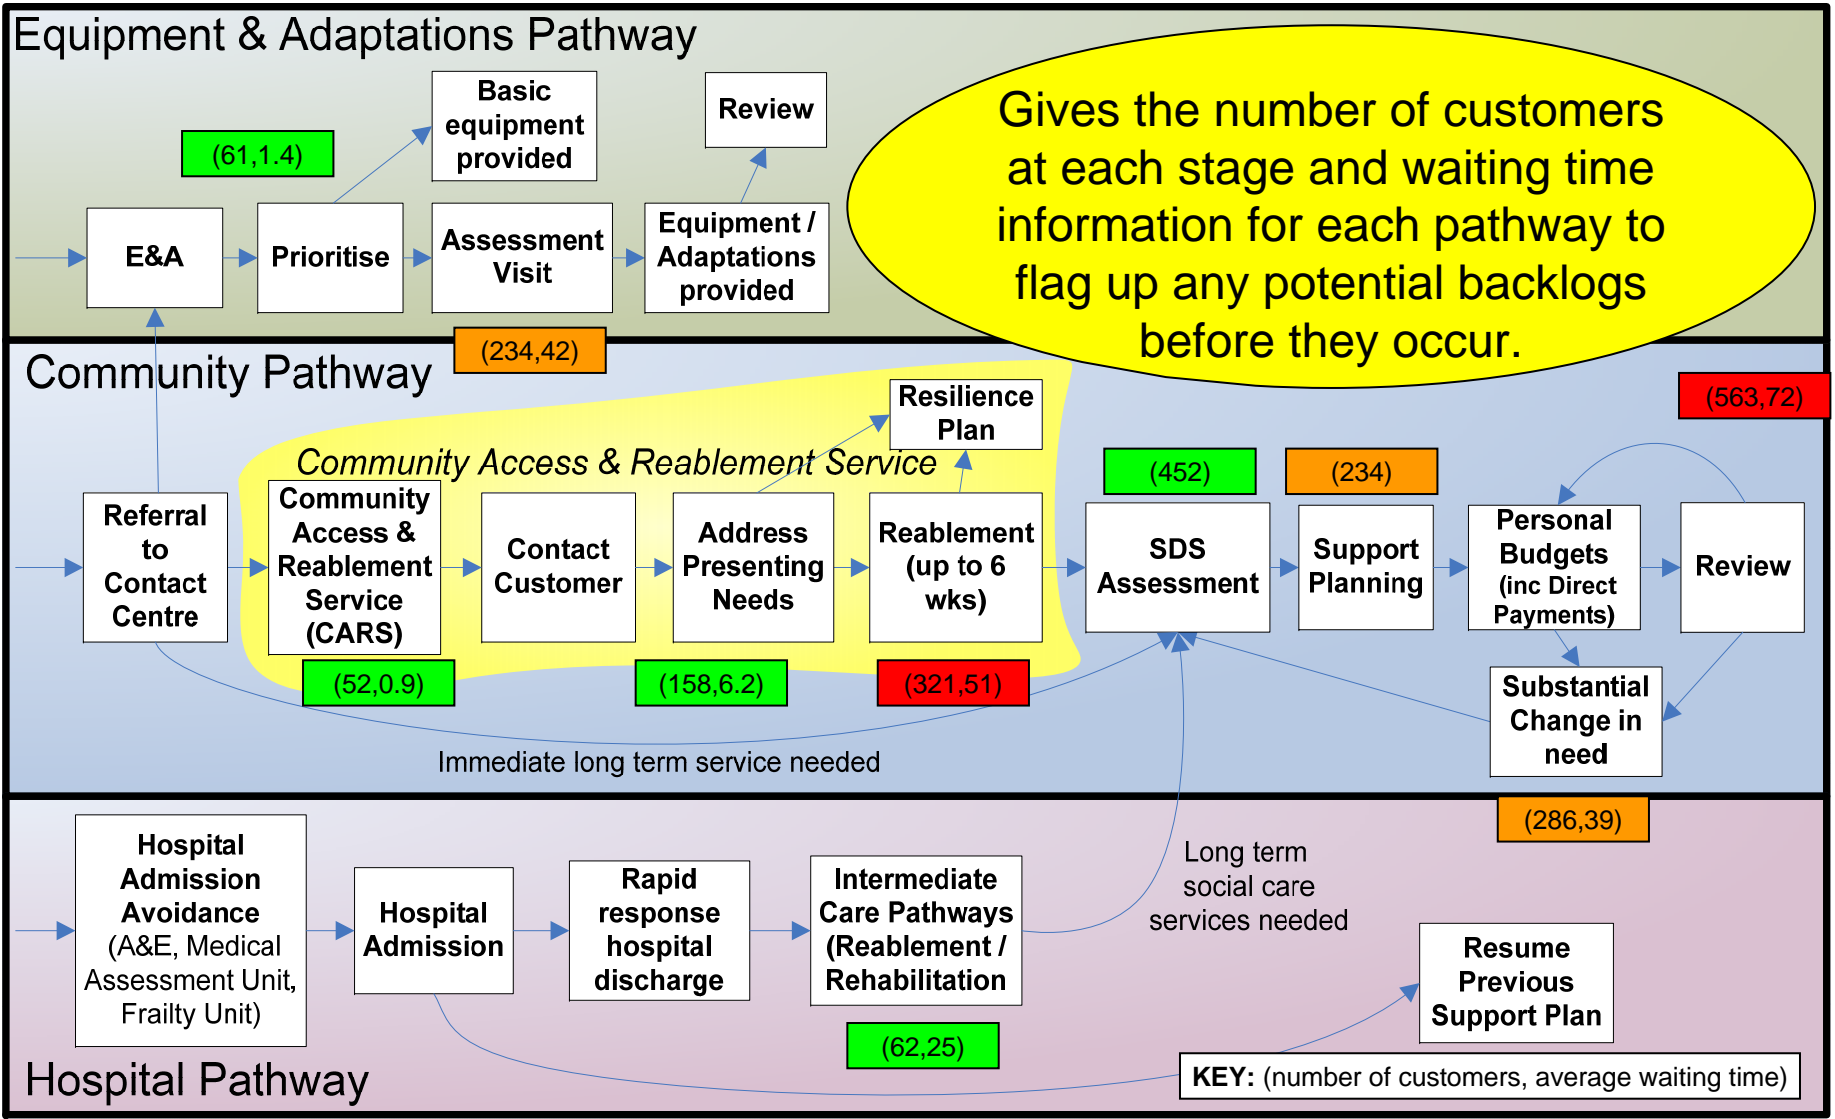 Equipment & Adaptations Pathway
Gives the number of customers
at each stage and waiting time
information for each pathway to
flag up any potential backlogs
before they occur.
Basic
equipment
provided
Review
(61,1.4)
E&A
Prioritise
Assessment
Visit
Equipment /
Adaptations
provided
(234,42)
Community Pathway
(563,72)
Resilience
Plan
Community Access & Reablement Service
(452)
(234)
Referral
to
Contact
Centre
Community
Access &
Reablement
Service
(CARS)
Contact
Customer
Address
Presenting
Needs
Reablement
(up to 6
wks)
SDS
Assessment
Support
Planning
Personal
Budgets
(inc Direct
Payments)
Review
(52,0.9)
(158,6.2)
(321,51)
Substantial
Change in
need
Immediate long term service needed
(286,39)
Hospital
Admission
Avoidance
(A&E, Medical
Assessment Unit,
Frailty Unit)
Hospital
Admission
Rapid
response
hospital
discharge
Intermediate
Care Pathways
(Reablement /
Rehabilitation
Long term
social care
services needed
Resume
Previous
Support Plan
(62,25)
Hospital Pathway
KEY: (number of customers, average waiting time)